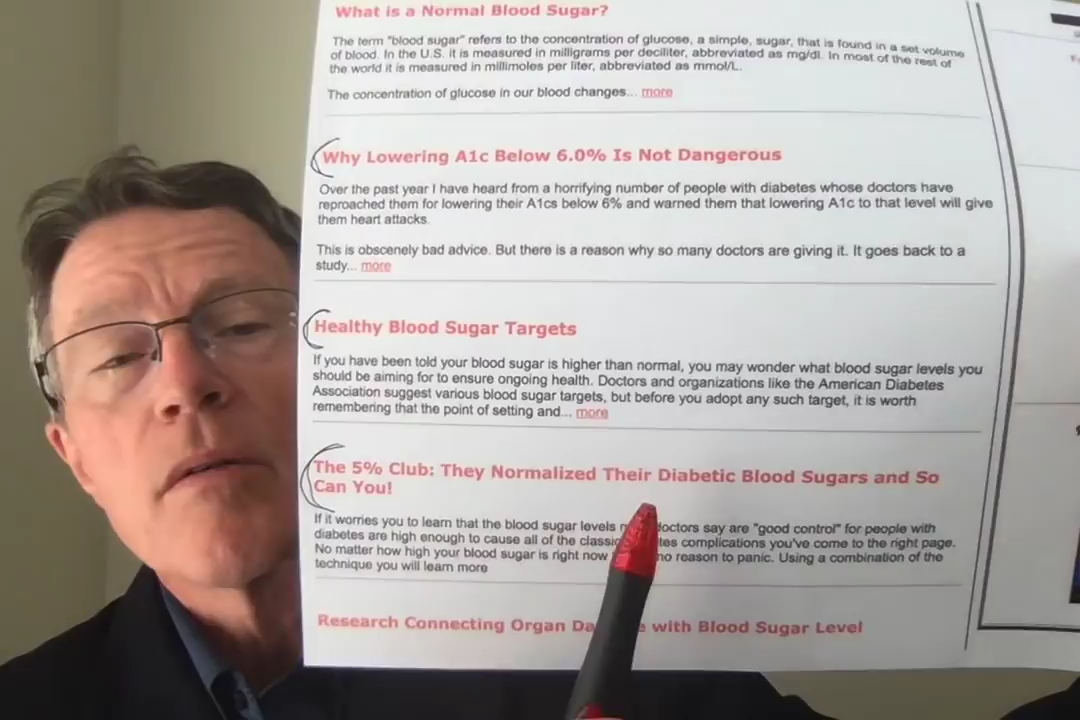 What is a Normal Blood Sugar?
The term "blood sugar" refers to the concentration of glucose, a simple, sugar, that is found in a set volume
of blood. In the U.S. it is measured in milligrams per deciliter, abbreviated as mg/dl. In most of the rest of
the world it is measured in millimoles per liter, abbreviated as mmol/L.
The concentration of glucose in our blood changes... more
Why Lowering A1c Below 6.0% Is Not Dangerous
Over the past year I have heard from a horrifying number of people with diabetes whose doctors have
reproached them for lowering their A1cs below 6% and warned them that lowering A1c to that level will give
them heart attacks.
This is obscenely bad advice. But there is a reason why so many doctors are giving it. It goes back to a
study... more
Healthy Blood Sugar Targets
If you have been told your blood sugar is higher than normal, you may wonder what blood sugar levels you
should be aiming for to ensure ongoing health. Doctors and organizations like the American Diabetes
Association suggest various blood sugar targets, but before you adopt any such target, it is worth
remembering that the point of setting and... more
The 5% Club: They Normalized Their Diabetic Blood Sugars and So
Can You!
If it worries you to learn that the blood sugar levels doctors say are "good control" for people with
diabetes are high enough to cause all of the complications you've come to the right page.
No matter how high your blood sugar is right now no reason to panic. Using a combination of the
technique you will learn more
Research Connecting Organ with Blood Sugar Level